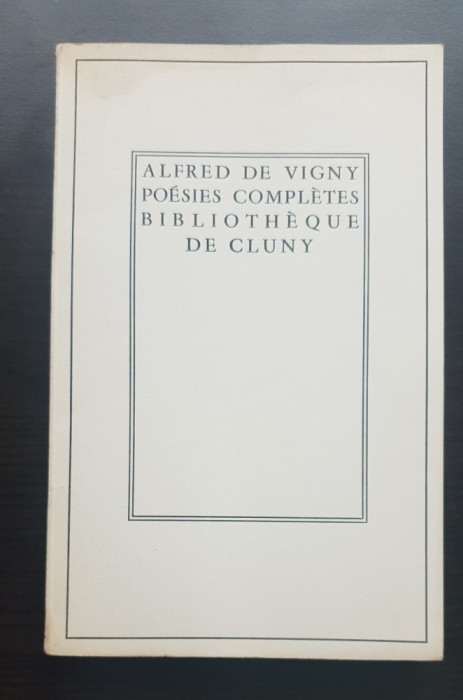 ALFRED DE VIGNY
POÉSIES COMPLÈTES
BIBLIOTHÈQUE
DE CLUNY